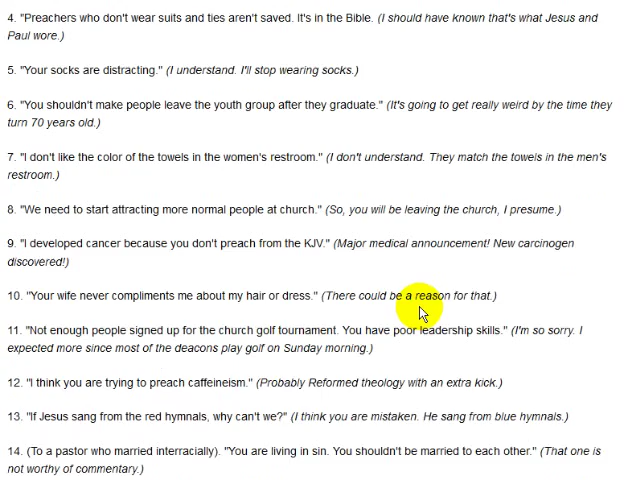 4. "Preachers who don't wear suits and ties aren't saved. It's in the Bible. (I should have known that's what Jesus and
Paul wore.)
5. "Your socks are distracting." (I understand. I'll stop wearing socks.)
6. "You shouldn't make people leave the youth group after they graduate." (It's going to get really weird by the time they
turn 70 years old.)
7. "I don't like the color of the towels in the women's restroom." (I don't understand. They match the towels in the men's
restroom.)
8. "We need to start attracting more normal people at church." (So, you will be leaving the church, I presume.)
9. "I developed cancer because you don't preach from the KJV." (Major medical announcement! New carcinogen
discovered!)
10. "Your wife never compliments me about my hair or dress." (There could be a reason for that.)
11. "Not enough people signed up for the church golf tournament. You have poor leadership skills." (I'm so sorry. I
expected more since most of the deacons play golf on Sunday morning.)
12. "I think you are trying to preach caffeineism." (Probably Reformed theology with an extra kick.)
13. "If Jesus sang from the red hymnals, why can't we?" (I think you are mistaken. He sang from blue hymnals.)
14. (To a pastor who married interracially). "You are living in sin. You shouldn't be married to each other." (That one is
not worthy of commentary.)